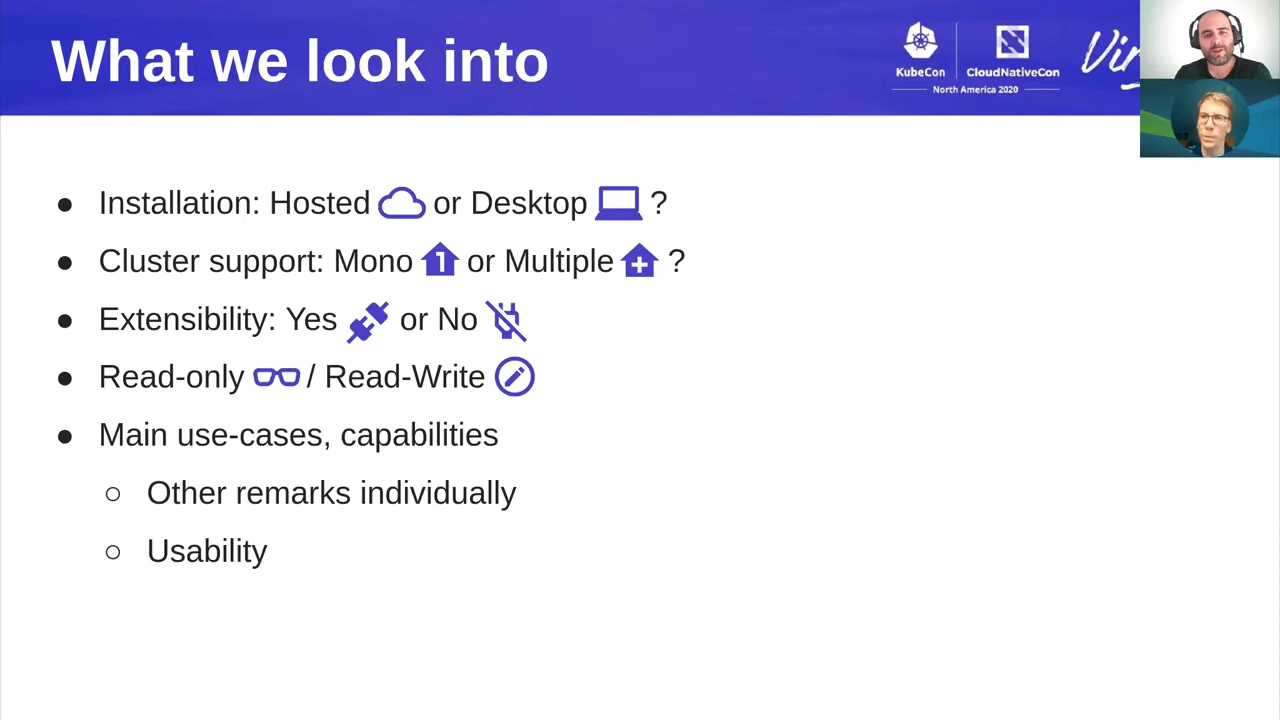 What we look into
KubeCon
CloudNativeCon
North America 2020
● Installation: Hosted or Desktop ?
● Cluster support: Mono 1 or Multiple ?
● Extensibility: Yes or No
● Read-only / Read-Write
● Main use-cases, capabilities
○ Other remarks individually
○ Usability